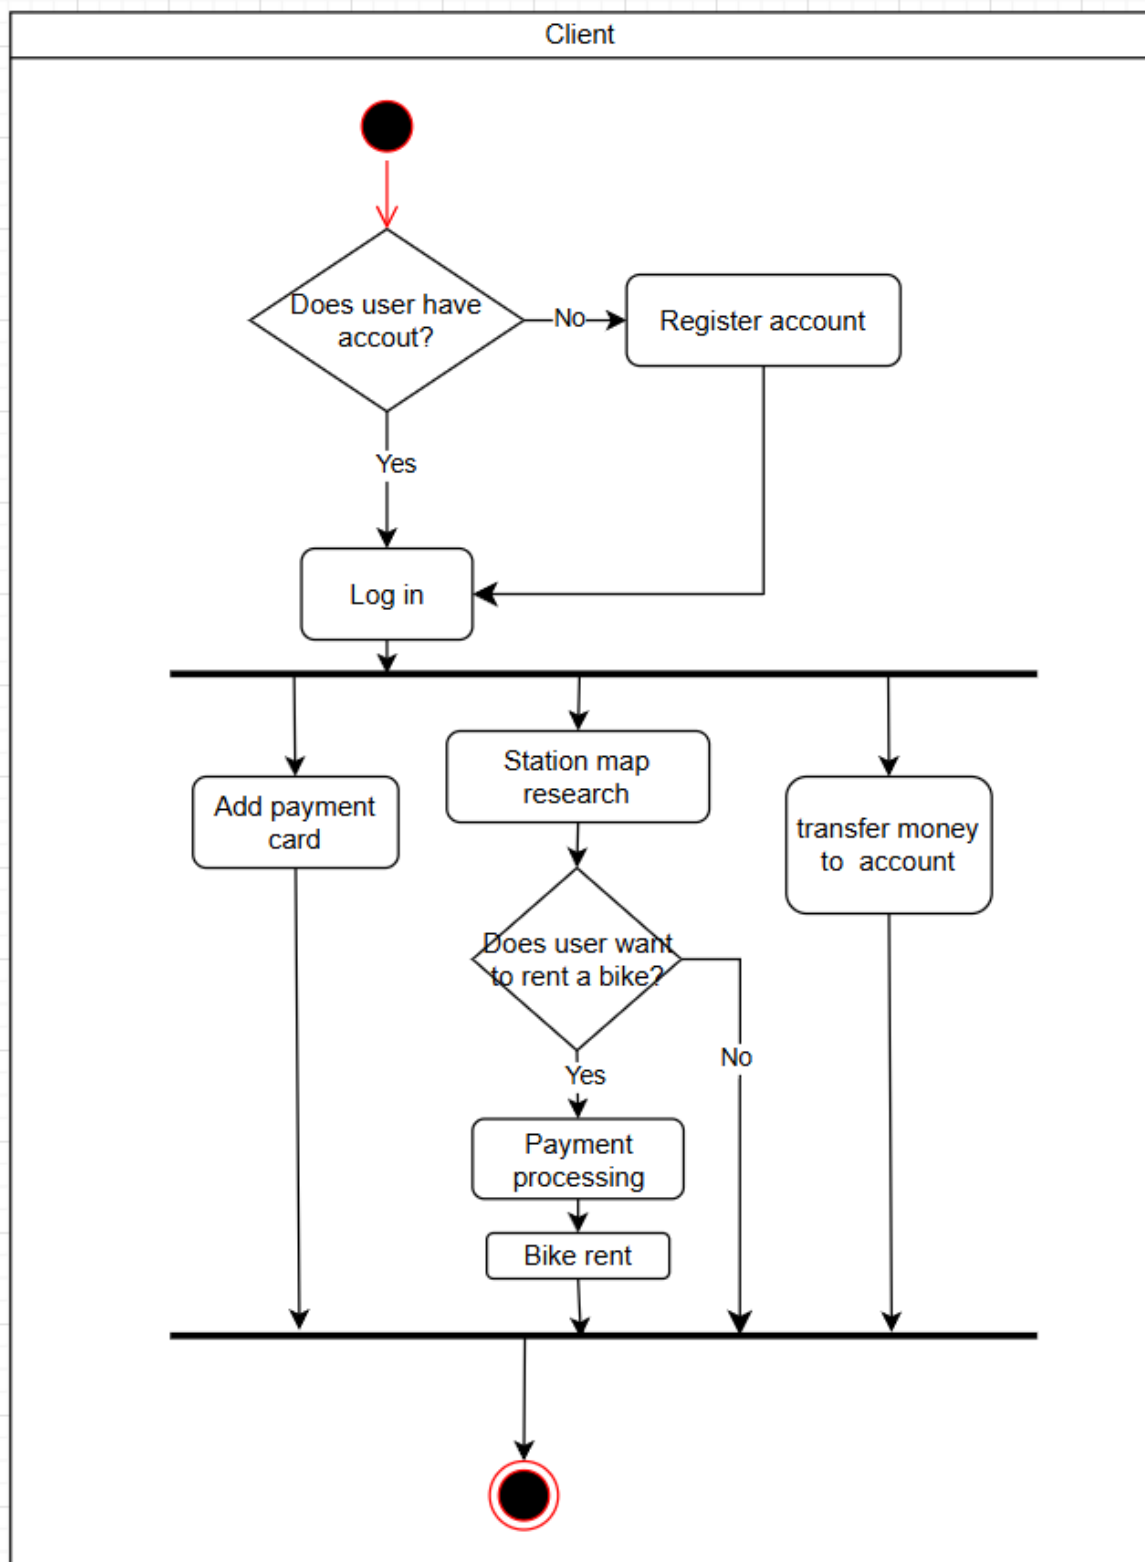 Client
Does user have
accout?
No
Register account
Yes
Log in
Station map
research
Add payment
card
transfer money
to  account
Does user want
to rent a bike?
No
Yes
Payment
processing
Bike rent